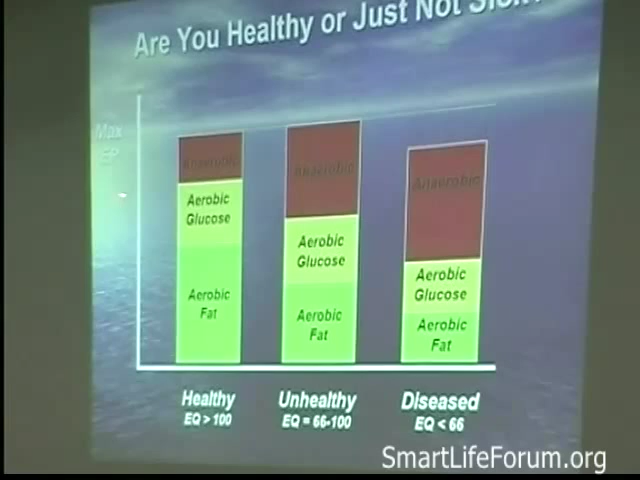 Are You Healthy or Just Not
Max
EP
Anaerobic
Anaerobic
Anaerobic
Aerobic
Glucose
Aerobic
Glucose
Aerobic
Glucose
Aerobic
Fat
Aerobic
Fat
Aerobic
Fat
Healthy
EQ > 100
Unhealthy
EQ = 66-100
Diseased
EQ < 66
SmartLifeForum.org